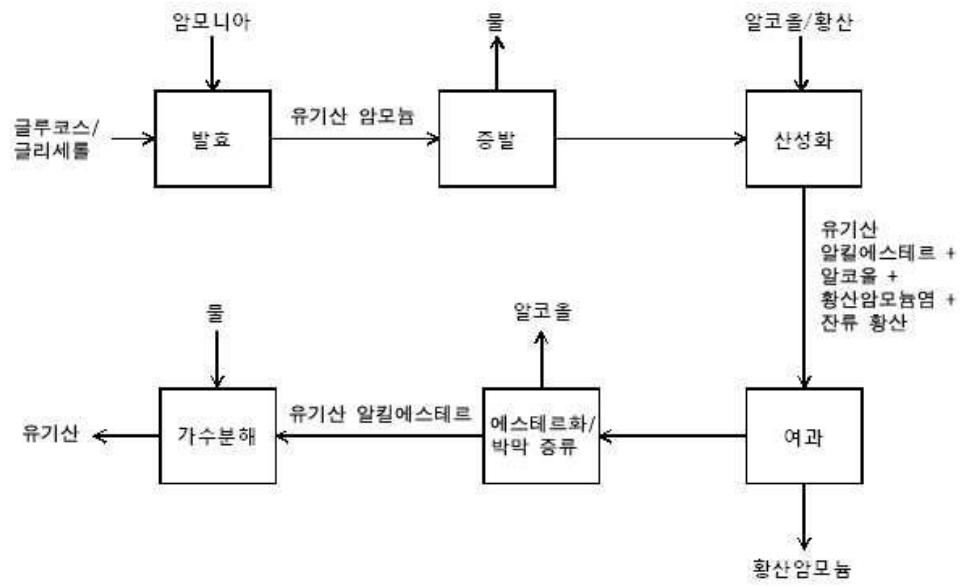 암모니아
물
알코올/황산
글루코스/
글리세롤
발효
유기산 암모늄
증발
산성화
유기산
알킬에스테르 +
알코올 +
황산암모늄염 +
잔류 황산
물
알코올
유기산
가수분해
유기산 알킬에스테르
에스테르화/
박막 증류
여과
황산암모늄